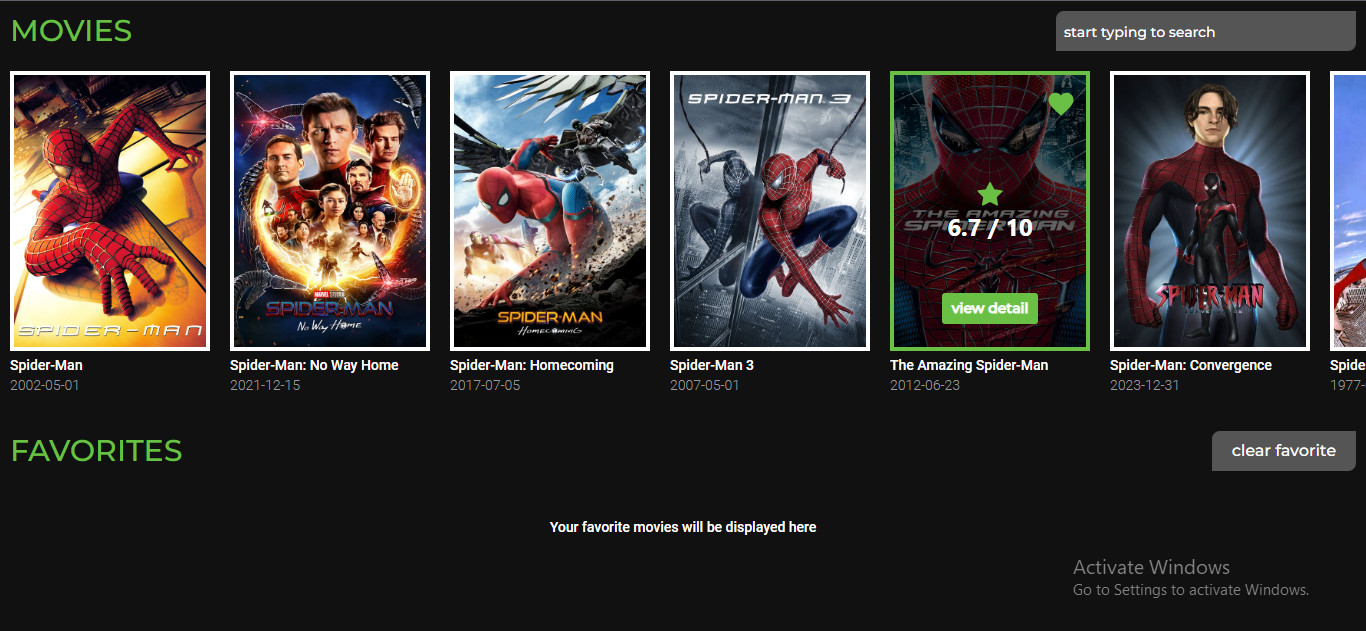 MOVIES
start typing to search
SPIDER-MAN
MARVEL STUDIOS
SPIDER-MAN
No Way Home
SPIDER-MAN
HOMECOMING
SPIDER-MAN 3
THE AMAZING
SPIDER-MAN
6.7 / 10
view detail
SPIDER-MAN
Spider-Man
2002-05-01
Spider-Man: No Way Home
2021-12-15
Spider-Man: Homecoming
2017-07-05
Spider-Man 3
2007-05-01
The Amazing Spider-Man
2012-06-23
Spider-Man: Convergence
2023-12-31
Spide
1977-
FAVORITES
clear favorite
Your favorite movies will be displayed here
Activate Windows
Go to Settings to activate Windows.